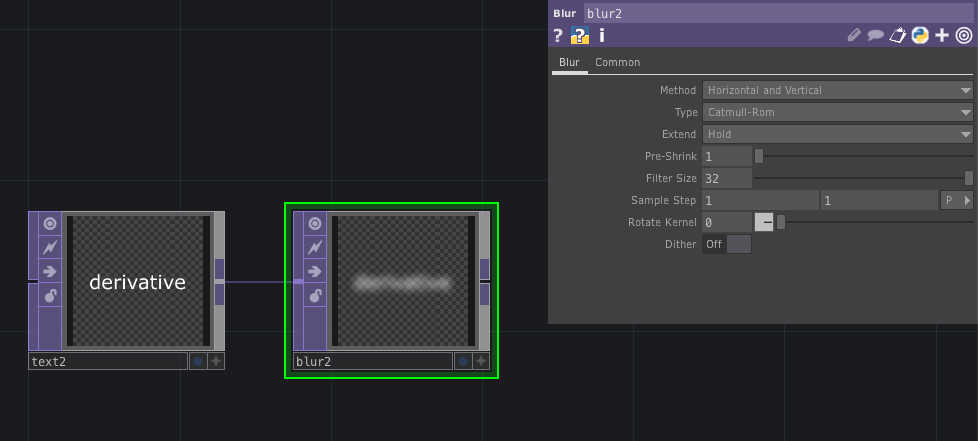 Blur blur2
? ? i
Blur Common
Method Horizontal and Vertical
Type Catmull-Rom
Extend Hold
Pre-Shrink 1
Filter Size 32
Sample Step 1 1 P
Rotate Kernel 0
Dither Off
derivative
derivative
text2
blur2